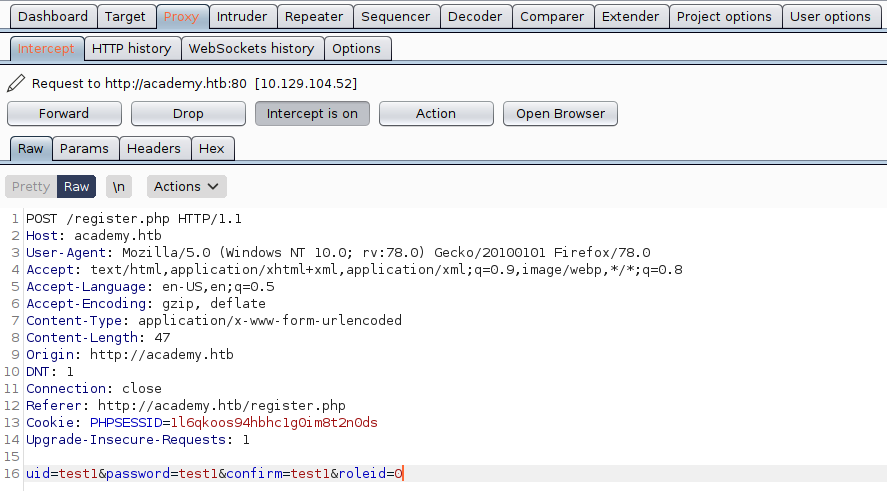 Dashboard Target Proxy Intruder Repeater Sequencer Decoder Comparer Extender Project options User options
Intercept HTTP history WebSockets history Options
Request to http://academy.htb:80 [10.129.104.52]
Forward Drop Intercept is on Action Open Browser
Raw Params Headers Hex
Pretty Raw \n Actions
1 POST /register.php HTTP/1.1
2 Host: academy.htb
3 User-Agent: Mozilla/5.0 (Windows NT 10.0; rv:78.0) Gecko/20100101 Firefox/78.0
4 Accept: text/html,application/xhtml+xml,application/xml;q=0.9,image/webp,*/*;q=0.8
5 Accept-Language: en-US,en;q=0.5
6 Accept-Encoding: gzip, deflate
7 Content-Type: application/x-www-form-urlencoded
8 Content-Length: 47
9 Origin: http://academy.htb
10 DNT: 1
11 Connection: close
12 Referer: http://academy.htb/register.php
13 Cookie: PHPSESSID=1l6qkoos94hbhc1g0im8t2n0ds
14 Upgrade-Insecure-Requests: 1
15
16 uid=test1&password=test1&confirm=test1&roleid=0